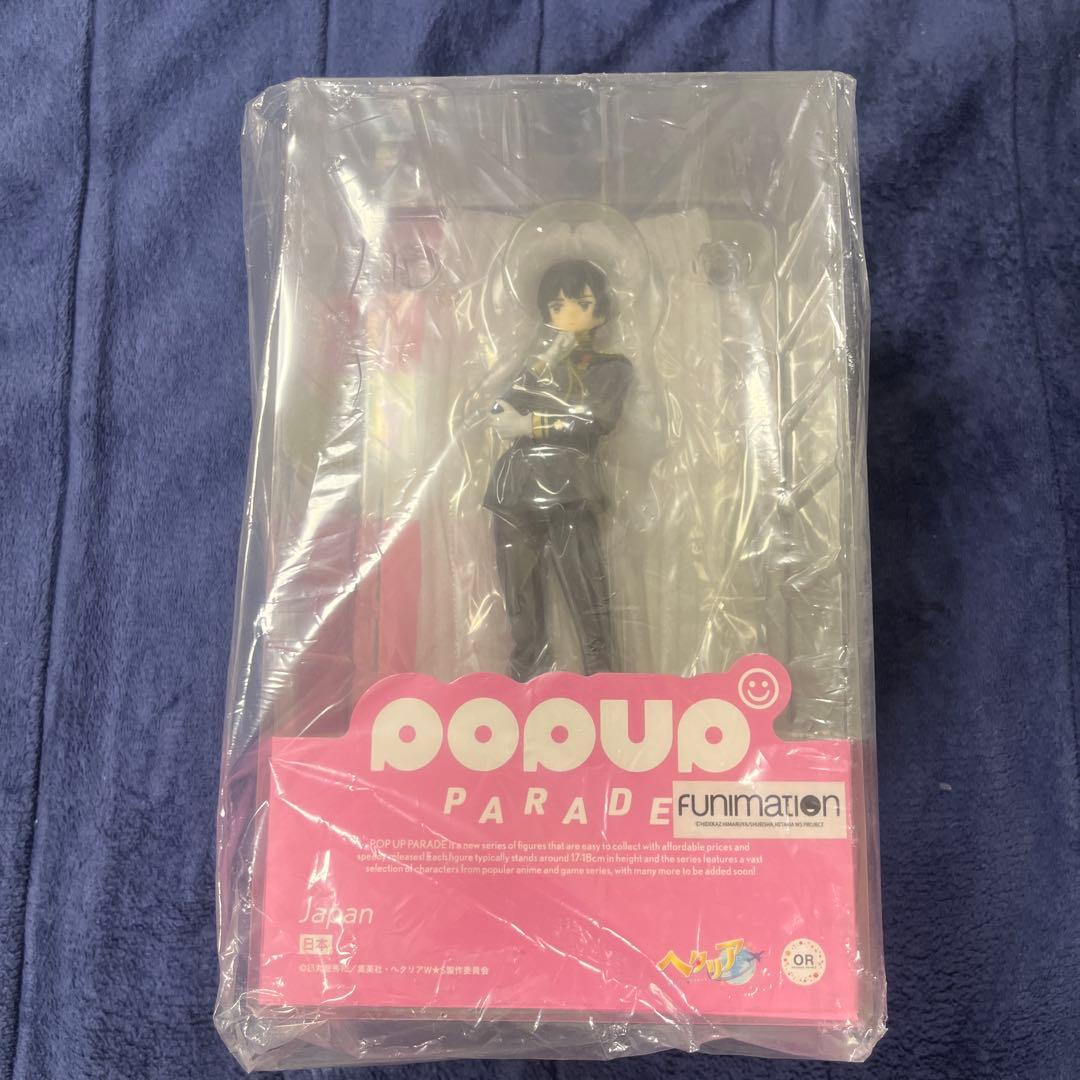 POPUP
PARADE
FUNIMATION
©HIDEKAZ HIMARUYA/SHUEISHA, HETALIA WS PROJECT
POP UP PARADE is a new series of figures that are easy to collect with affordable prices and
speedy releases! Each figure typically stands around 17-18cm in height and the series features a vast
selection of characters from popular anime and game series, with many more to be added soon!
Japan
日本
©日丸屋秀和／集英社・ヘタリアW★S製作委員会
ヘタリア
OR